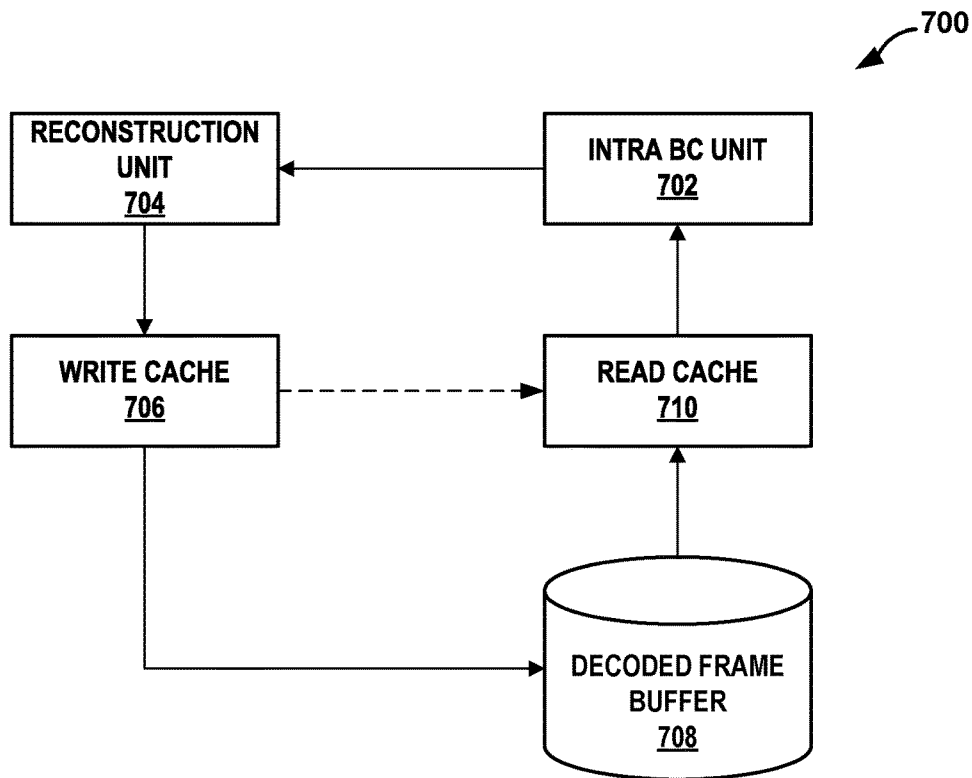 700
RECONSTRUCTION
UNIT
704
INTRA BC UNIT
702
WRITE CACHE
706
READ CACHE
710
DECODED FRAME
BUFFER
708